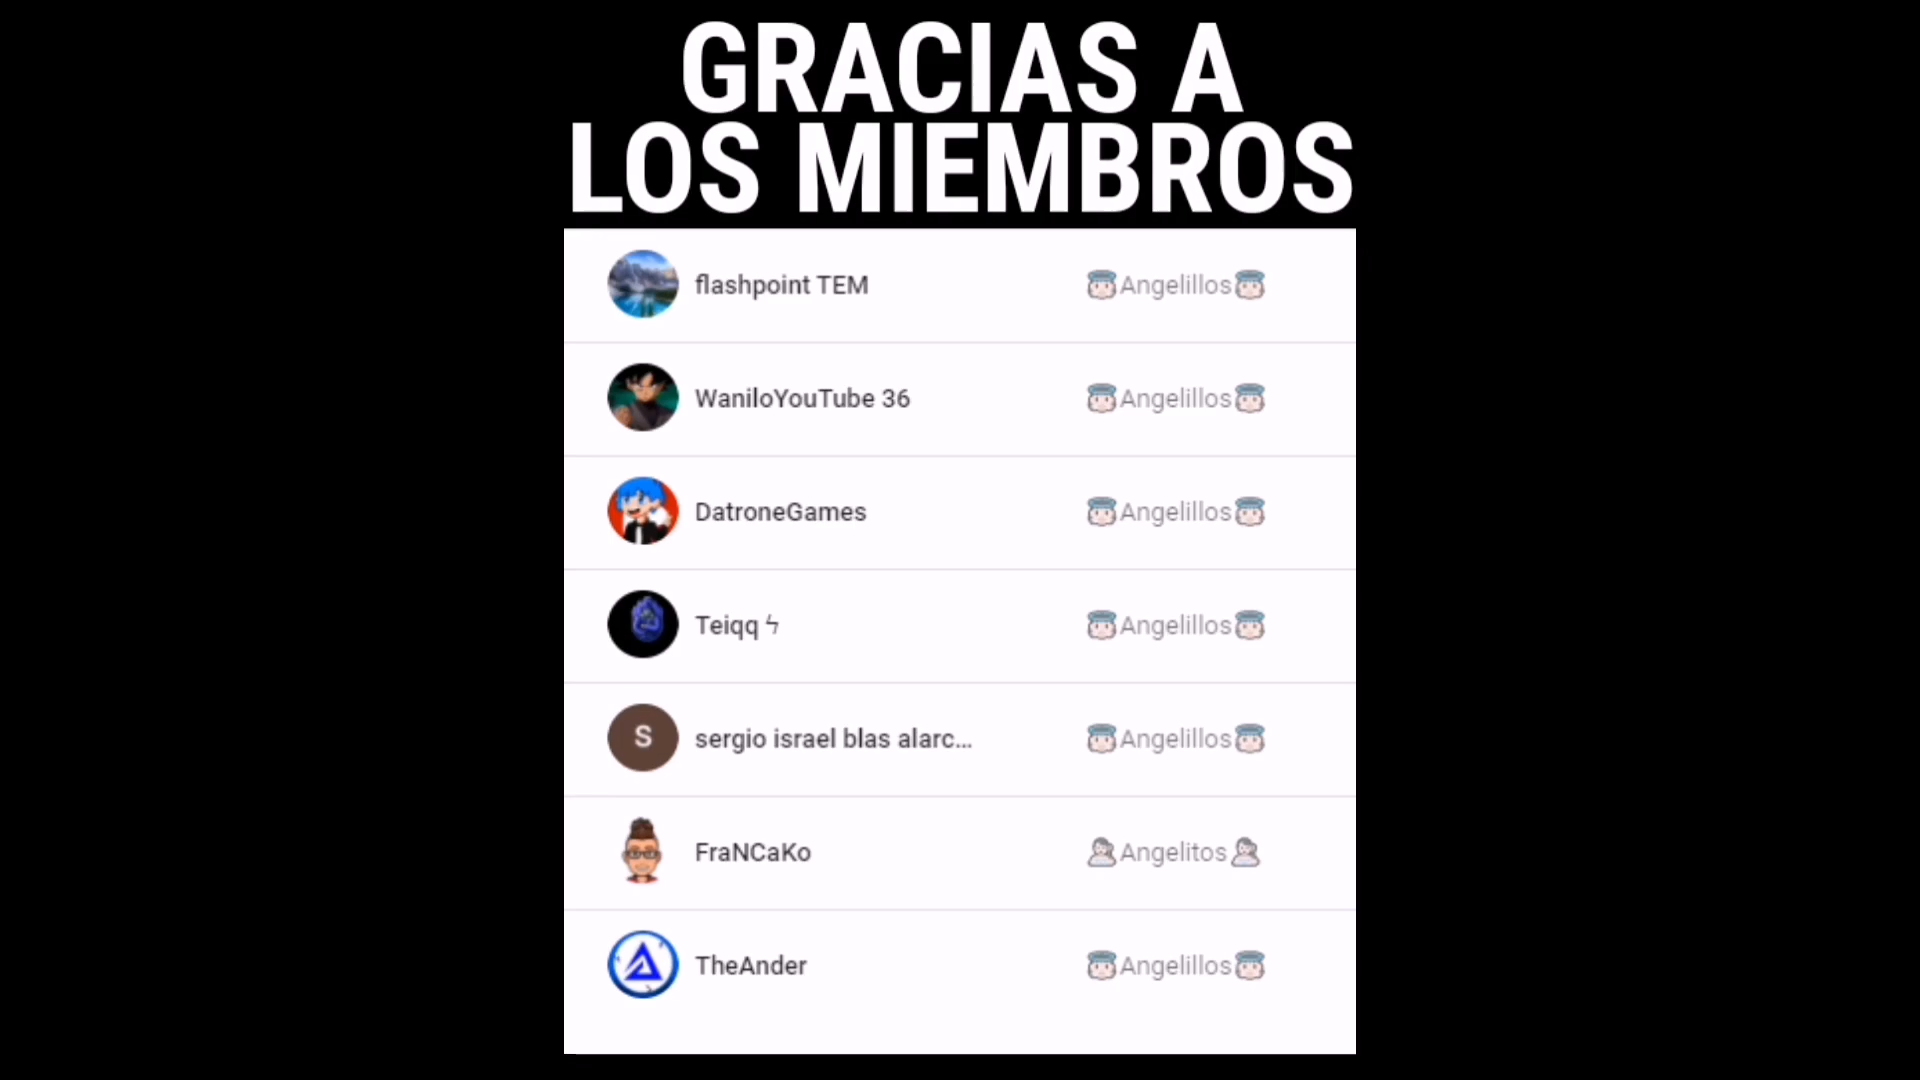 GRACIAS A
LOS MIEMBROS
flashpoint TEM Angelillos
WaniloYouTube 36 Angelillos
DatroneGames Angelillos
Teiqq ϟ Angelillos
S sergio israel blas alarc... Angelillos
FraNCaKo Angelitos
TheAnder Angelillos